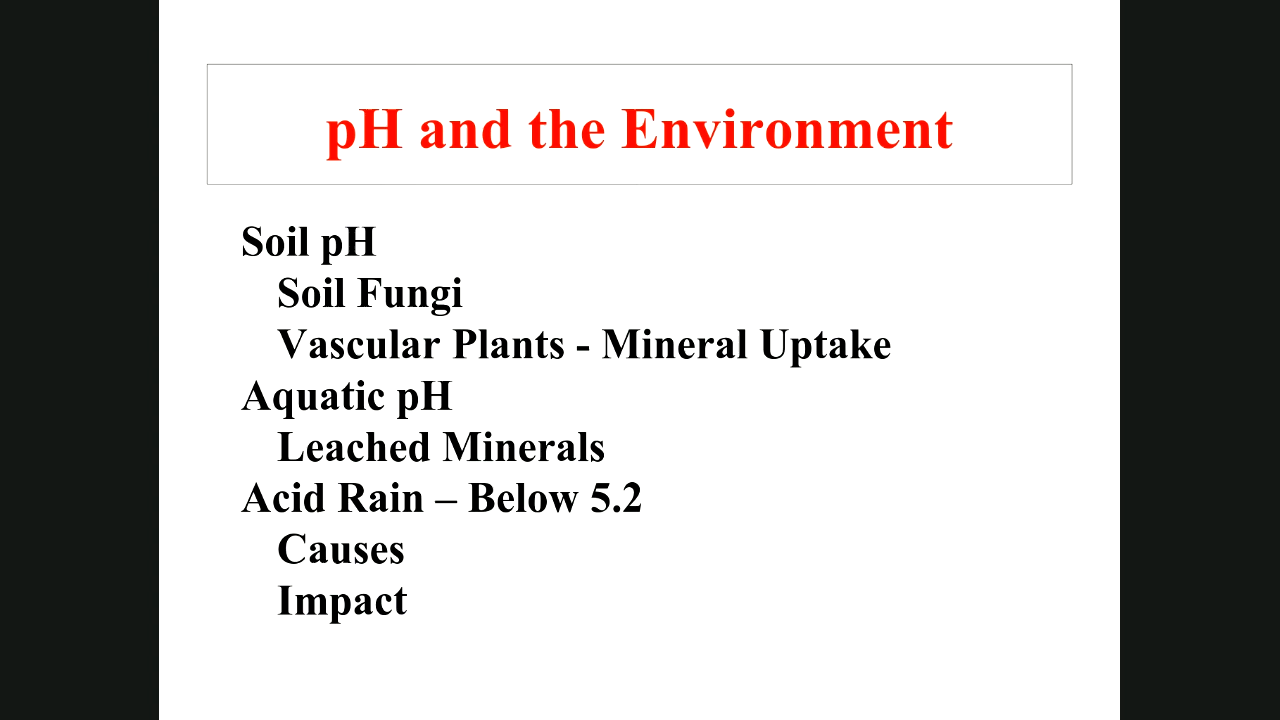 pH and the Environment
Soil pH
Soil Fungi
Vascular Plants - Mineral Uptake
Aquatic pH
Leached Minerals
Acid Rain – Below 5.2
Causes
Impact